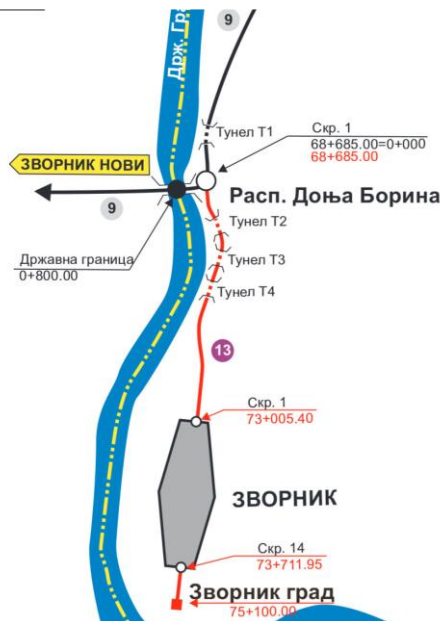 9
Држ. Гра
Тунел Т1
Скр. 1
68+685.00=0+000
68+685.00
ЗВОРНИК НОВИ
9
Расп. Доња Борина
Тунел Т2
Државна граница
0+800.00
Тунел Т3
Тунел Т4
13
Скр. 1
73+005.40
ЗВОРНИК
Скр. 14
73+711.95
Зворник град
75+100.00